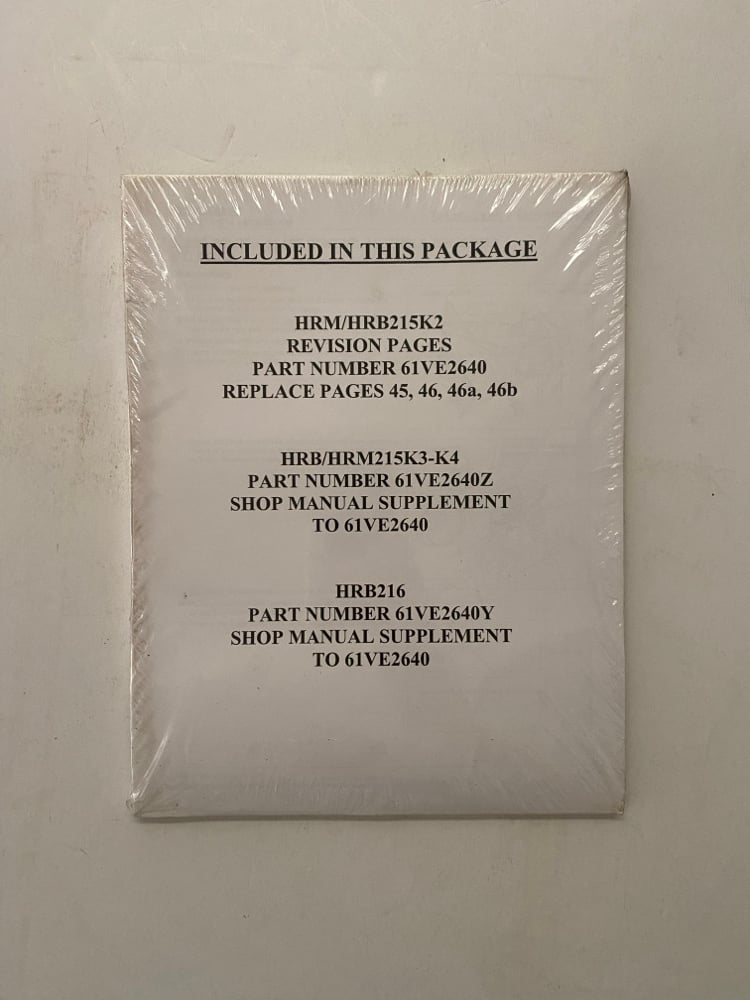 INCLUDED IN THIS PACKAGE
HRM/HRB215K2
REVISION PAGES
PART NUMBER 61VE2640
REPLACE PAGES 45, 46, 46a, 46b
HRB/HRM215K3-K4
PART NUMBER 61VE2640Z
SHOP MANUAL SUPPLEMENT
TO 61VE2640
HRB216
PART NUMBER 61VE2640Y
SHOP MANUAL SUPPLEMENT
TO 61VE2640